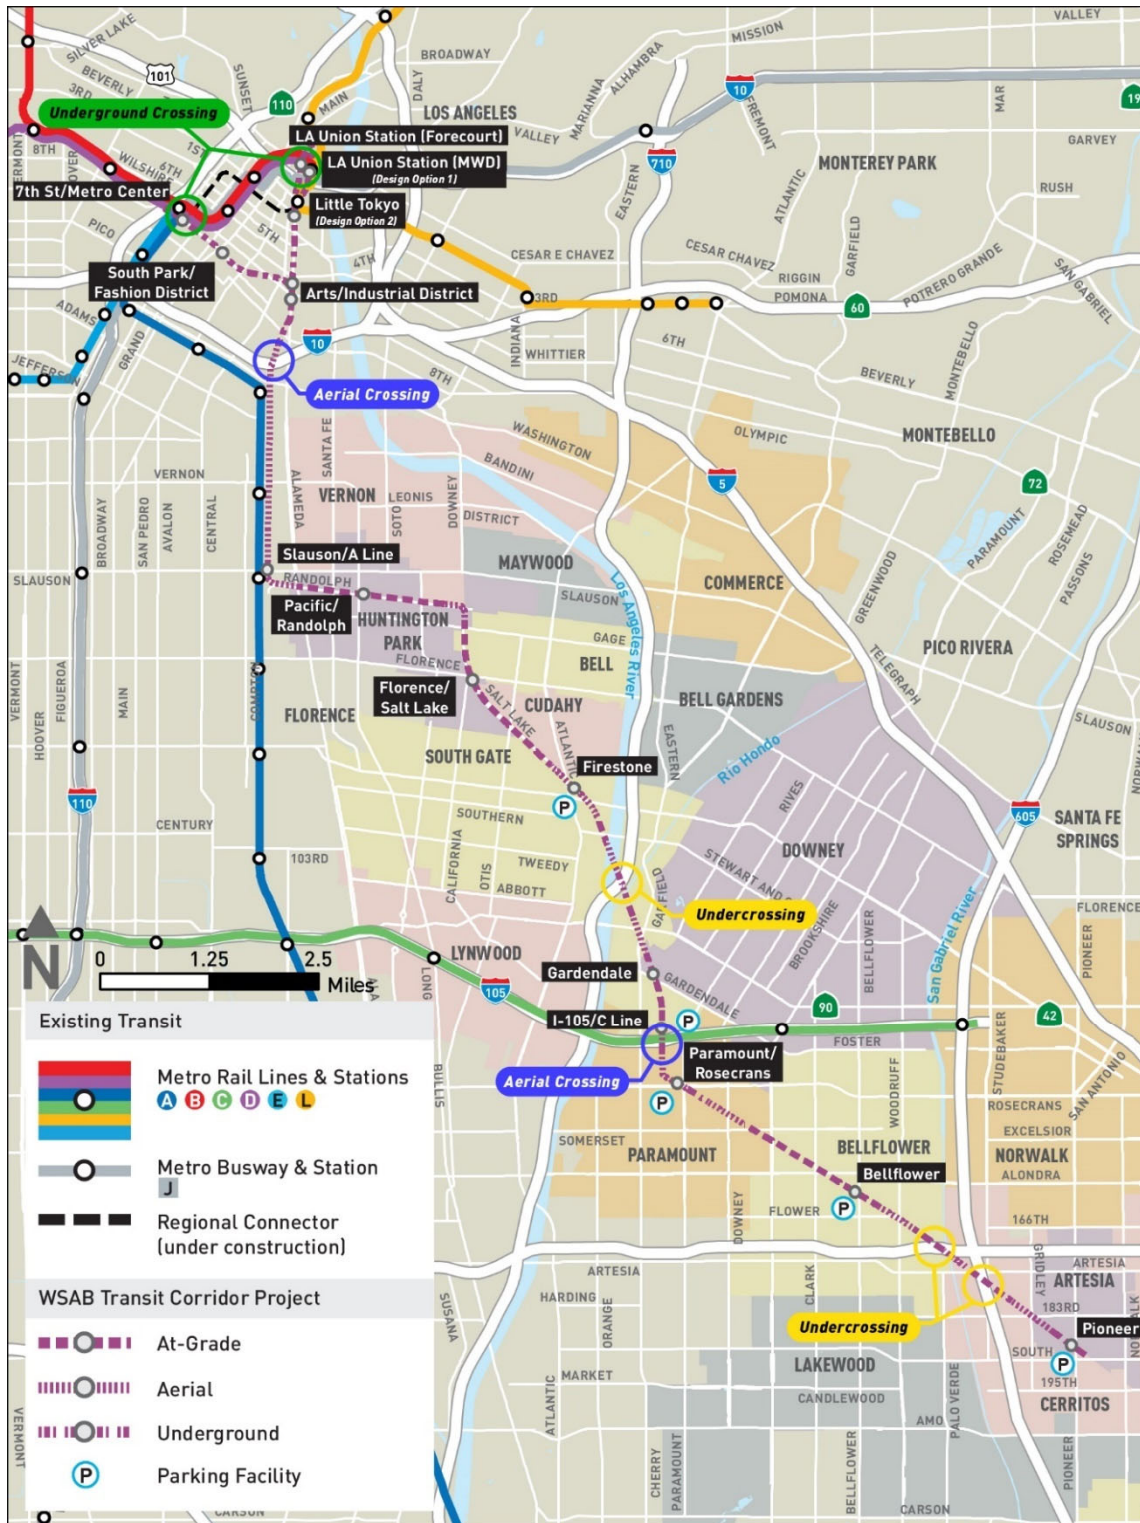 SILVER LAKE
BEVERLY
3RD
101
SUNSET
110
MAIN
DALY
BROADWAY
LOS ANGELES
VALLEY
MARIANNA
ALHAMBRA
MISSION
VALLEY
10
FREMONT
MAR
19
GARVEY
Underground Crossing
VERMONT
8TH
HOOVER
WILSHIRE
6TH
1ST
LA Union Station (Forecourt)
LA Union Station (MWD)
(Design Option 1)
7th St/Metro Center
Little Tokyo
(Design Option 2)
710
EASTERN
MONTEREY PARK
ATLANTIC
GARFIELD
RUSH
PICO
5TH
4TH
CESAR E CHAVEZ
CESAR CHAVEZ
RIGGIN
POMONA
POTRERO GRANDE
SAN GABRIEL
60
South Park/
Fashion District
Arts/Industrial District
3RD
INDIANA
WHITTIER
6TH
ADAMS
GRAND
JEFFERSON
10
8TH
BEVERLY
MONTEBELLO
Aerial Crossing
WASHINGTON
BANDINI
OLYMPIC
MONTEBELLO
5
72
VERNON
SANTA FE
ALAMEDA
VERNON
LEONIS
SOTO
DOWNEY
DISTRICT
BROADWAY
SAN PEDRO
AVALON
CENTRAL
PARAMOUNT
ROSEMEAD
PASSONS
Slauson/A Line
MAYWOOD
SLAUSON
RANDOLPH
SLAUSON
Los Angeles River
COMMERCE
GREENWOOD
Pacific/
Randolph
HUNTINGTON
PARK
GAGE
BELL
PICO RIVERA
TELEGRAPH
FLORENCE
Florence/
Salt Lake
SALT LAKE
CUDAHY
ATLANTIC
BELL GARDENS
VERMONT
HOOVER
FIGUEROA
MAIN
COMPTON
FLORENCE
SLAUSON
SOUTH GATE
Firestone
EASTERN
Rio Hondo
P
110
RIVES
605
SANTA FE
SPRINGS
CENTURY
103RD
SOUTHERN
CALIFORNIA
OTIS
TWEEDY
ABBOTT
DOWNEY
STEWART AND
BROOKSHIRE
GARFIELD
Undercrossing
BELLFLOWER
San Gabriel River
FLORENCE
PIONEER
N
0
1.25
2.5
Miles
LYNWOOD
LONG
105
Gardendale
GARDENDALE
I-105/C Line
P
90
42
FOSTER
Paramount/
Rosecrans
Aerial Crossing
P
BULLIS
WOODRUFF
STUDEBAKER
SAN ANTONIO
ROSECRANS
EXCELSIOR
NORWALK
ALONDRA
SOMERSET
PARAMOUNT
BELLFLOWER
Bellflower
P
DOWNEY
FLOWER
166TH
ARTESIA
GRIDLEY
ARTESIA
ARTESIA
183RD
HARDING
ORANGE
CLARK
SUSANA
Undercrossing
Pioneer
SOUTH
P
195TH
LAKEWOOD
MARKET
CANDLEWOOD
AMO
PALO VERDE
CERRITOS
ATLANTIC
CHERRY
PARAMOUNT
BELLFLOWER
PIONEER
CARSON
Existing Transit
Metro Rail Lines & Stations
A B C D E L
Metro Busway & Station
J
Regional Connector
(under construction)
WSAB Transit Corridor Project
At-Grade
Aerial
Underground
P
Parking Facility
VERMONT
CARSON